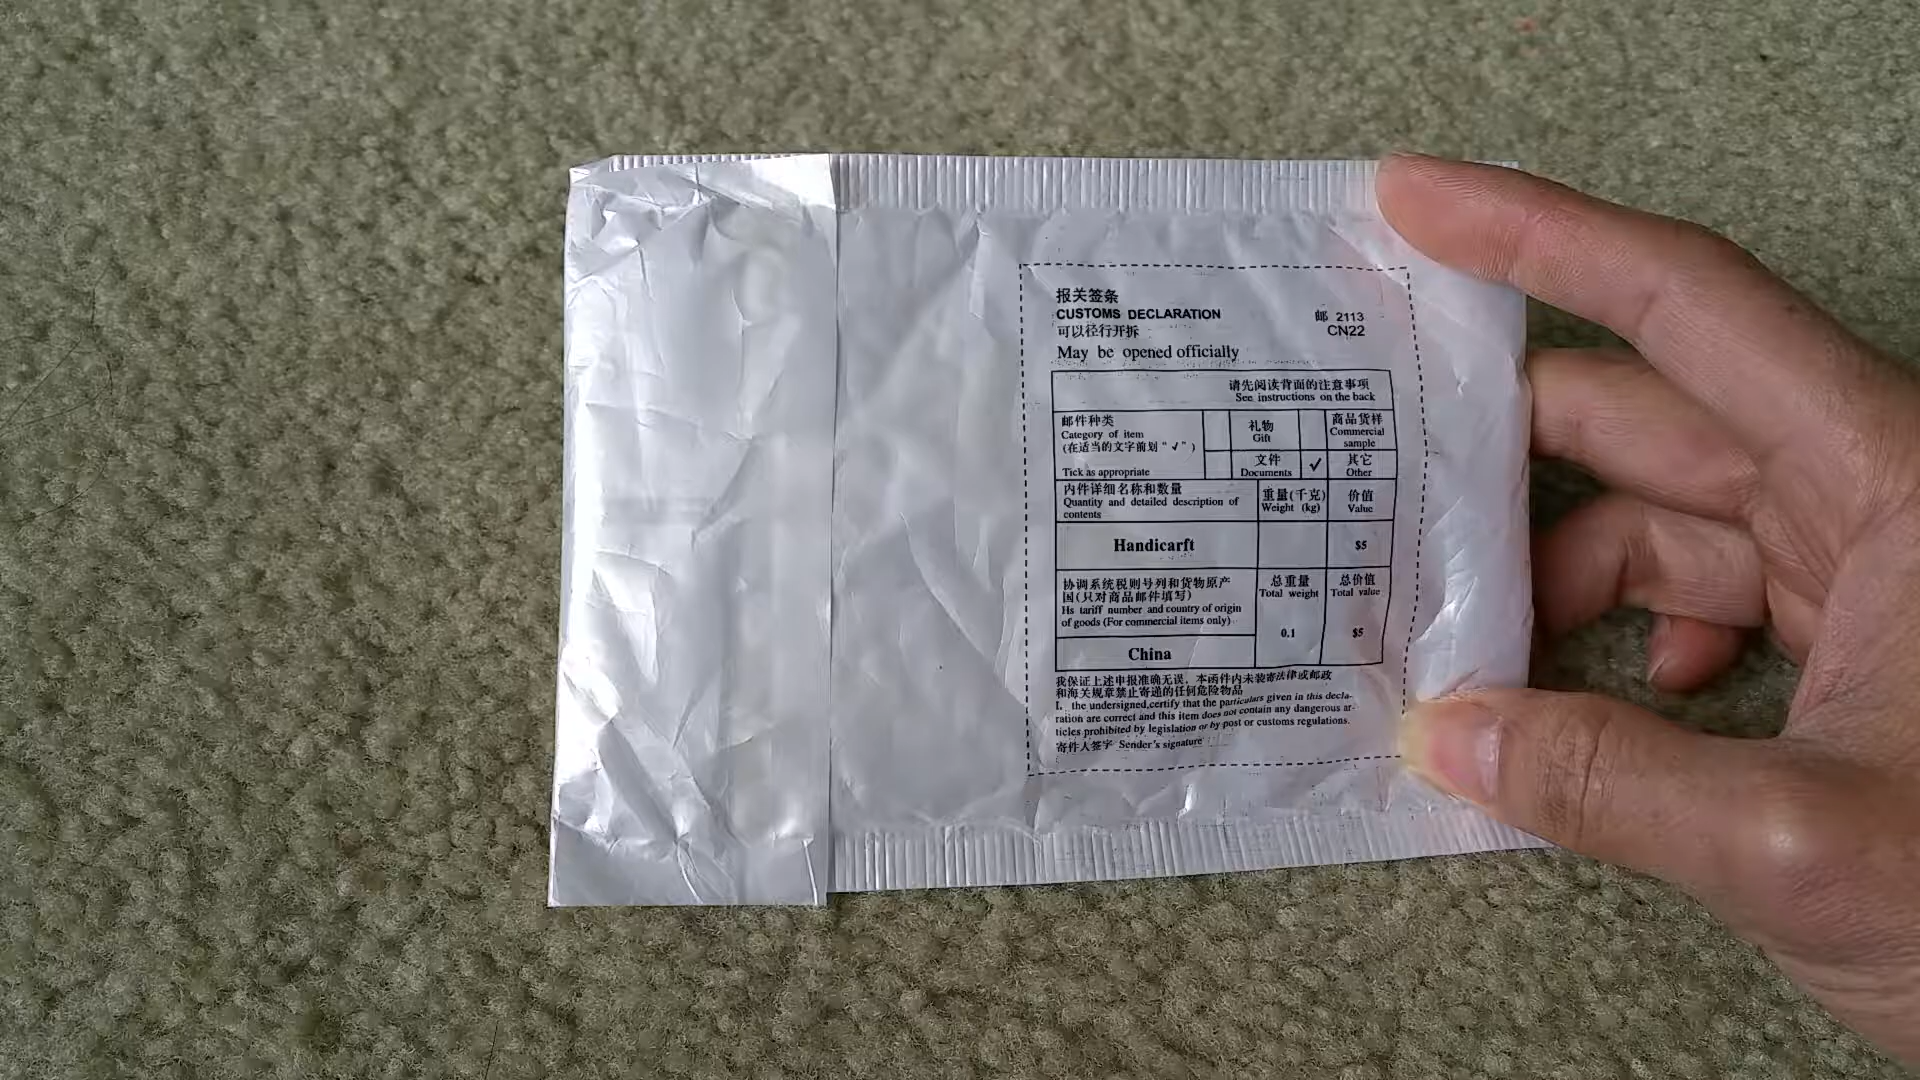 报关签条
CUSTOMS DECLARATION
邮 2113
可以径行开拆
CN22
May be opened officially
请先阅读背面的注意事项
See instructions on the back
邮件种类
Category of item
(在适当的文字前划“√”)
Tick as appropriate
礼物
Gift
商品货样
Commercial
sample
文件
Documents
✓
其它
Other
内件详细名称和数量
Quantity and detailed description of
contents
重量(千克)
Weight (kg)
价值
Value
Handicarft
$5
协调系统税则号列和货物原产
国(只对商品邮件填写)
Hs tariff number and country of origin
of goods (For commercial items only)
总重量
Total weight
总价值
Total value
0.1
$5
China
我保证上述申报准确无误，本函件内未装寄法律或邮政
和海关规章禁止寄递的任何危险物品
I, the undersigned,certify that the particulars given in this decla-
ration are correct and this item does not contain any dangerous ar-
ticles prohibited by legislation or by post or customs regulations.
寄件人签字 Sender's signature